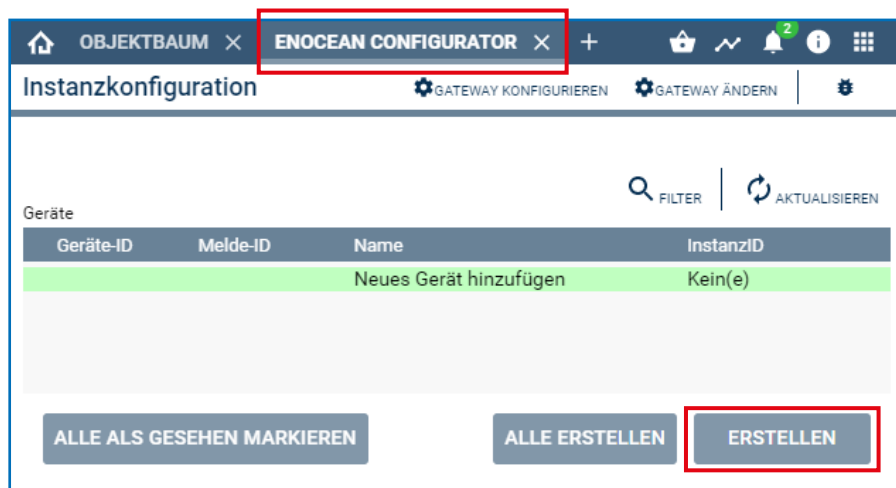 OBJEKTBAUM × ENOCEAN CONFIGURATOR × + 2
Instanzkonfiguration GATEWAY KONFIGURIEREN GATEWAY ÄNDERN
FILTER AKTUALISIEREN
Geräte
Geräte-ID Melde-ID Name InstanzID
Neues Gerät hinzufügen Kein(e)
ALLE ALS GESEHEN MARKIEREN ALLE ERSTELLEN ERSTELLEN